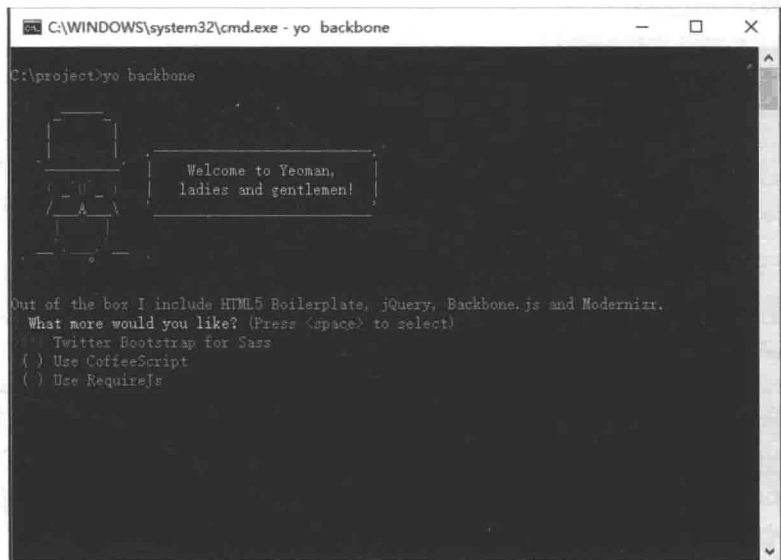 C:\WINDOWS\system32\cmd.exe - yo backbone
C:\project>yo backbone
Welcome to Yeoman,
ladies and gentlemen!
Out of the box I include HTML5 Boilerplate, jQuery, Backbone.js and Modernizr.
What more would you like? (Press <space> to select)
Twitter Bootstrap for Sass
( ) Use CoffeeScript
( ) Use RequireJs